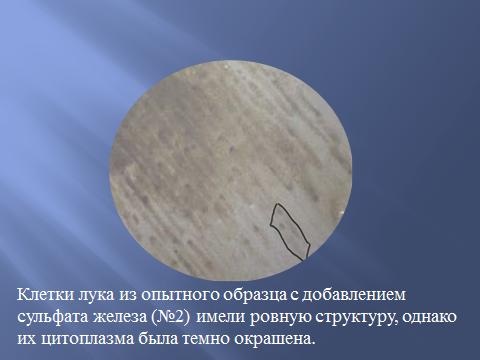 Клетки лука из опытного образца с добавлением
сульфата железа (№2) имели ровную структуру, однако
их цитоплазма была темно окрашена.